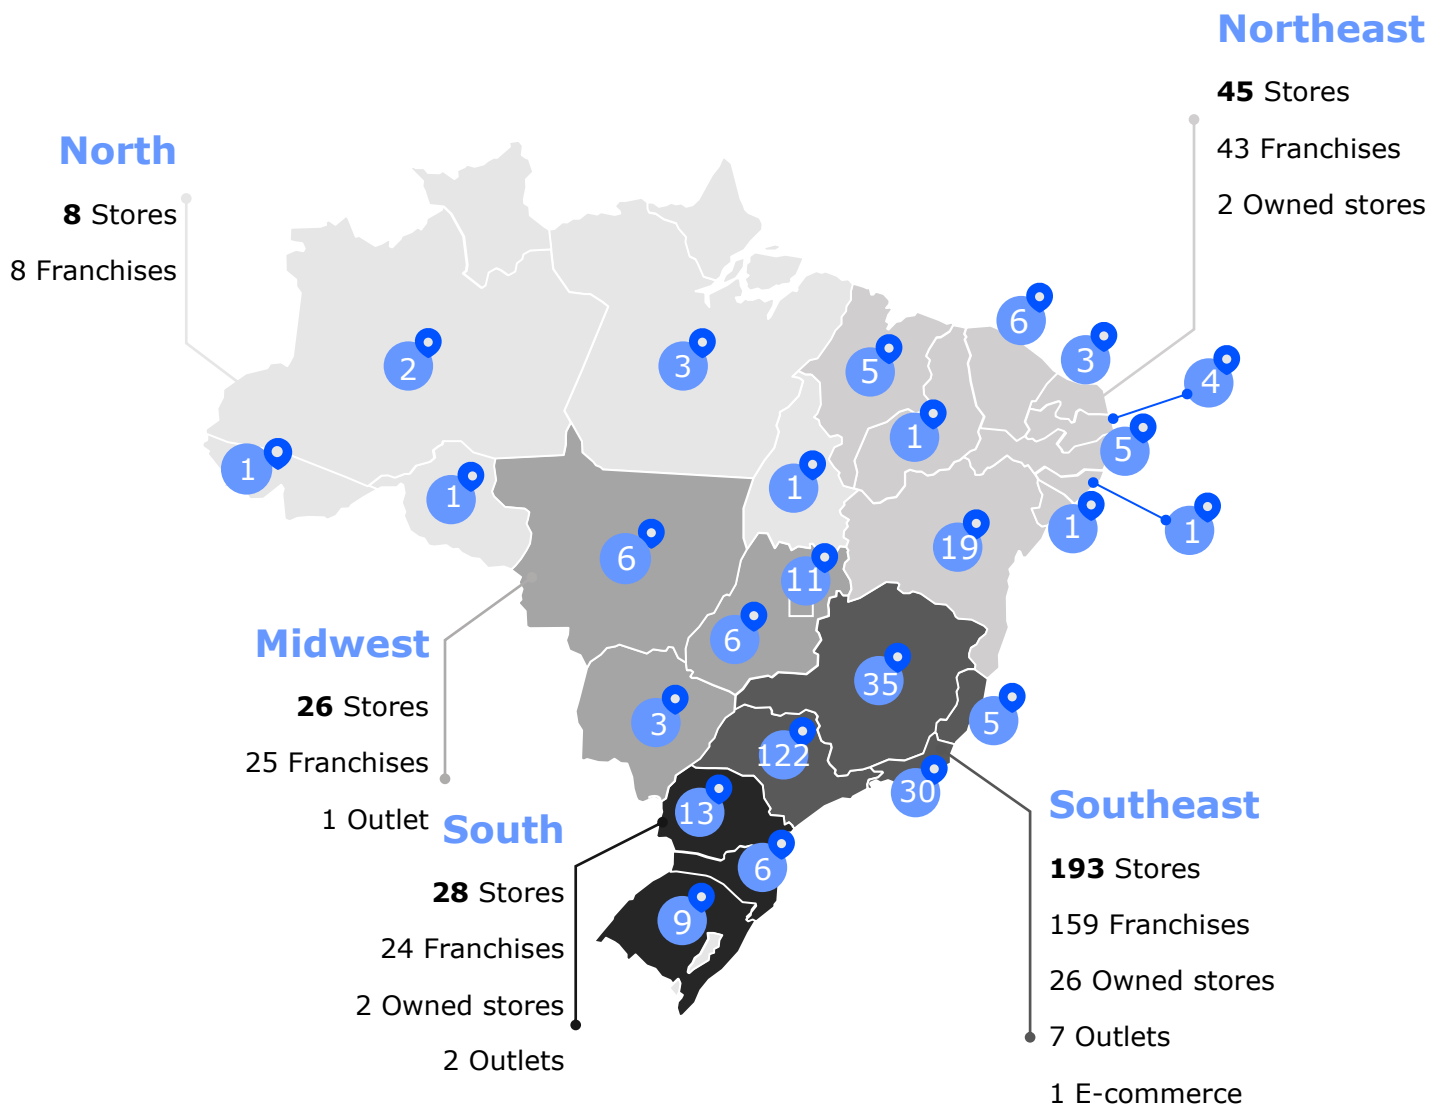 Northeast
45 Stores
43 Franchises
2 Owned stores
North
8 Stores
8 Franchises
6
3
4
2
3
5
1
5
1
1
1
1
1
19
6
11
6
Midwest
26 Stores
25 Franchises
1 Outlet
35
3
5
122
30
13
6
9
South
28 Stores
24 Franchises
2 Owned stores
2 Outlets
Southeast
193 Stores
159 Franchises
26 Owned stores
7 Outlets
1 E-commerce